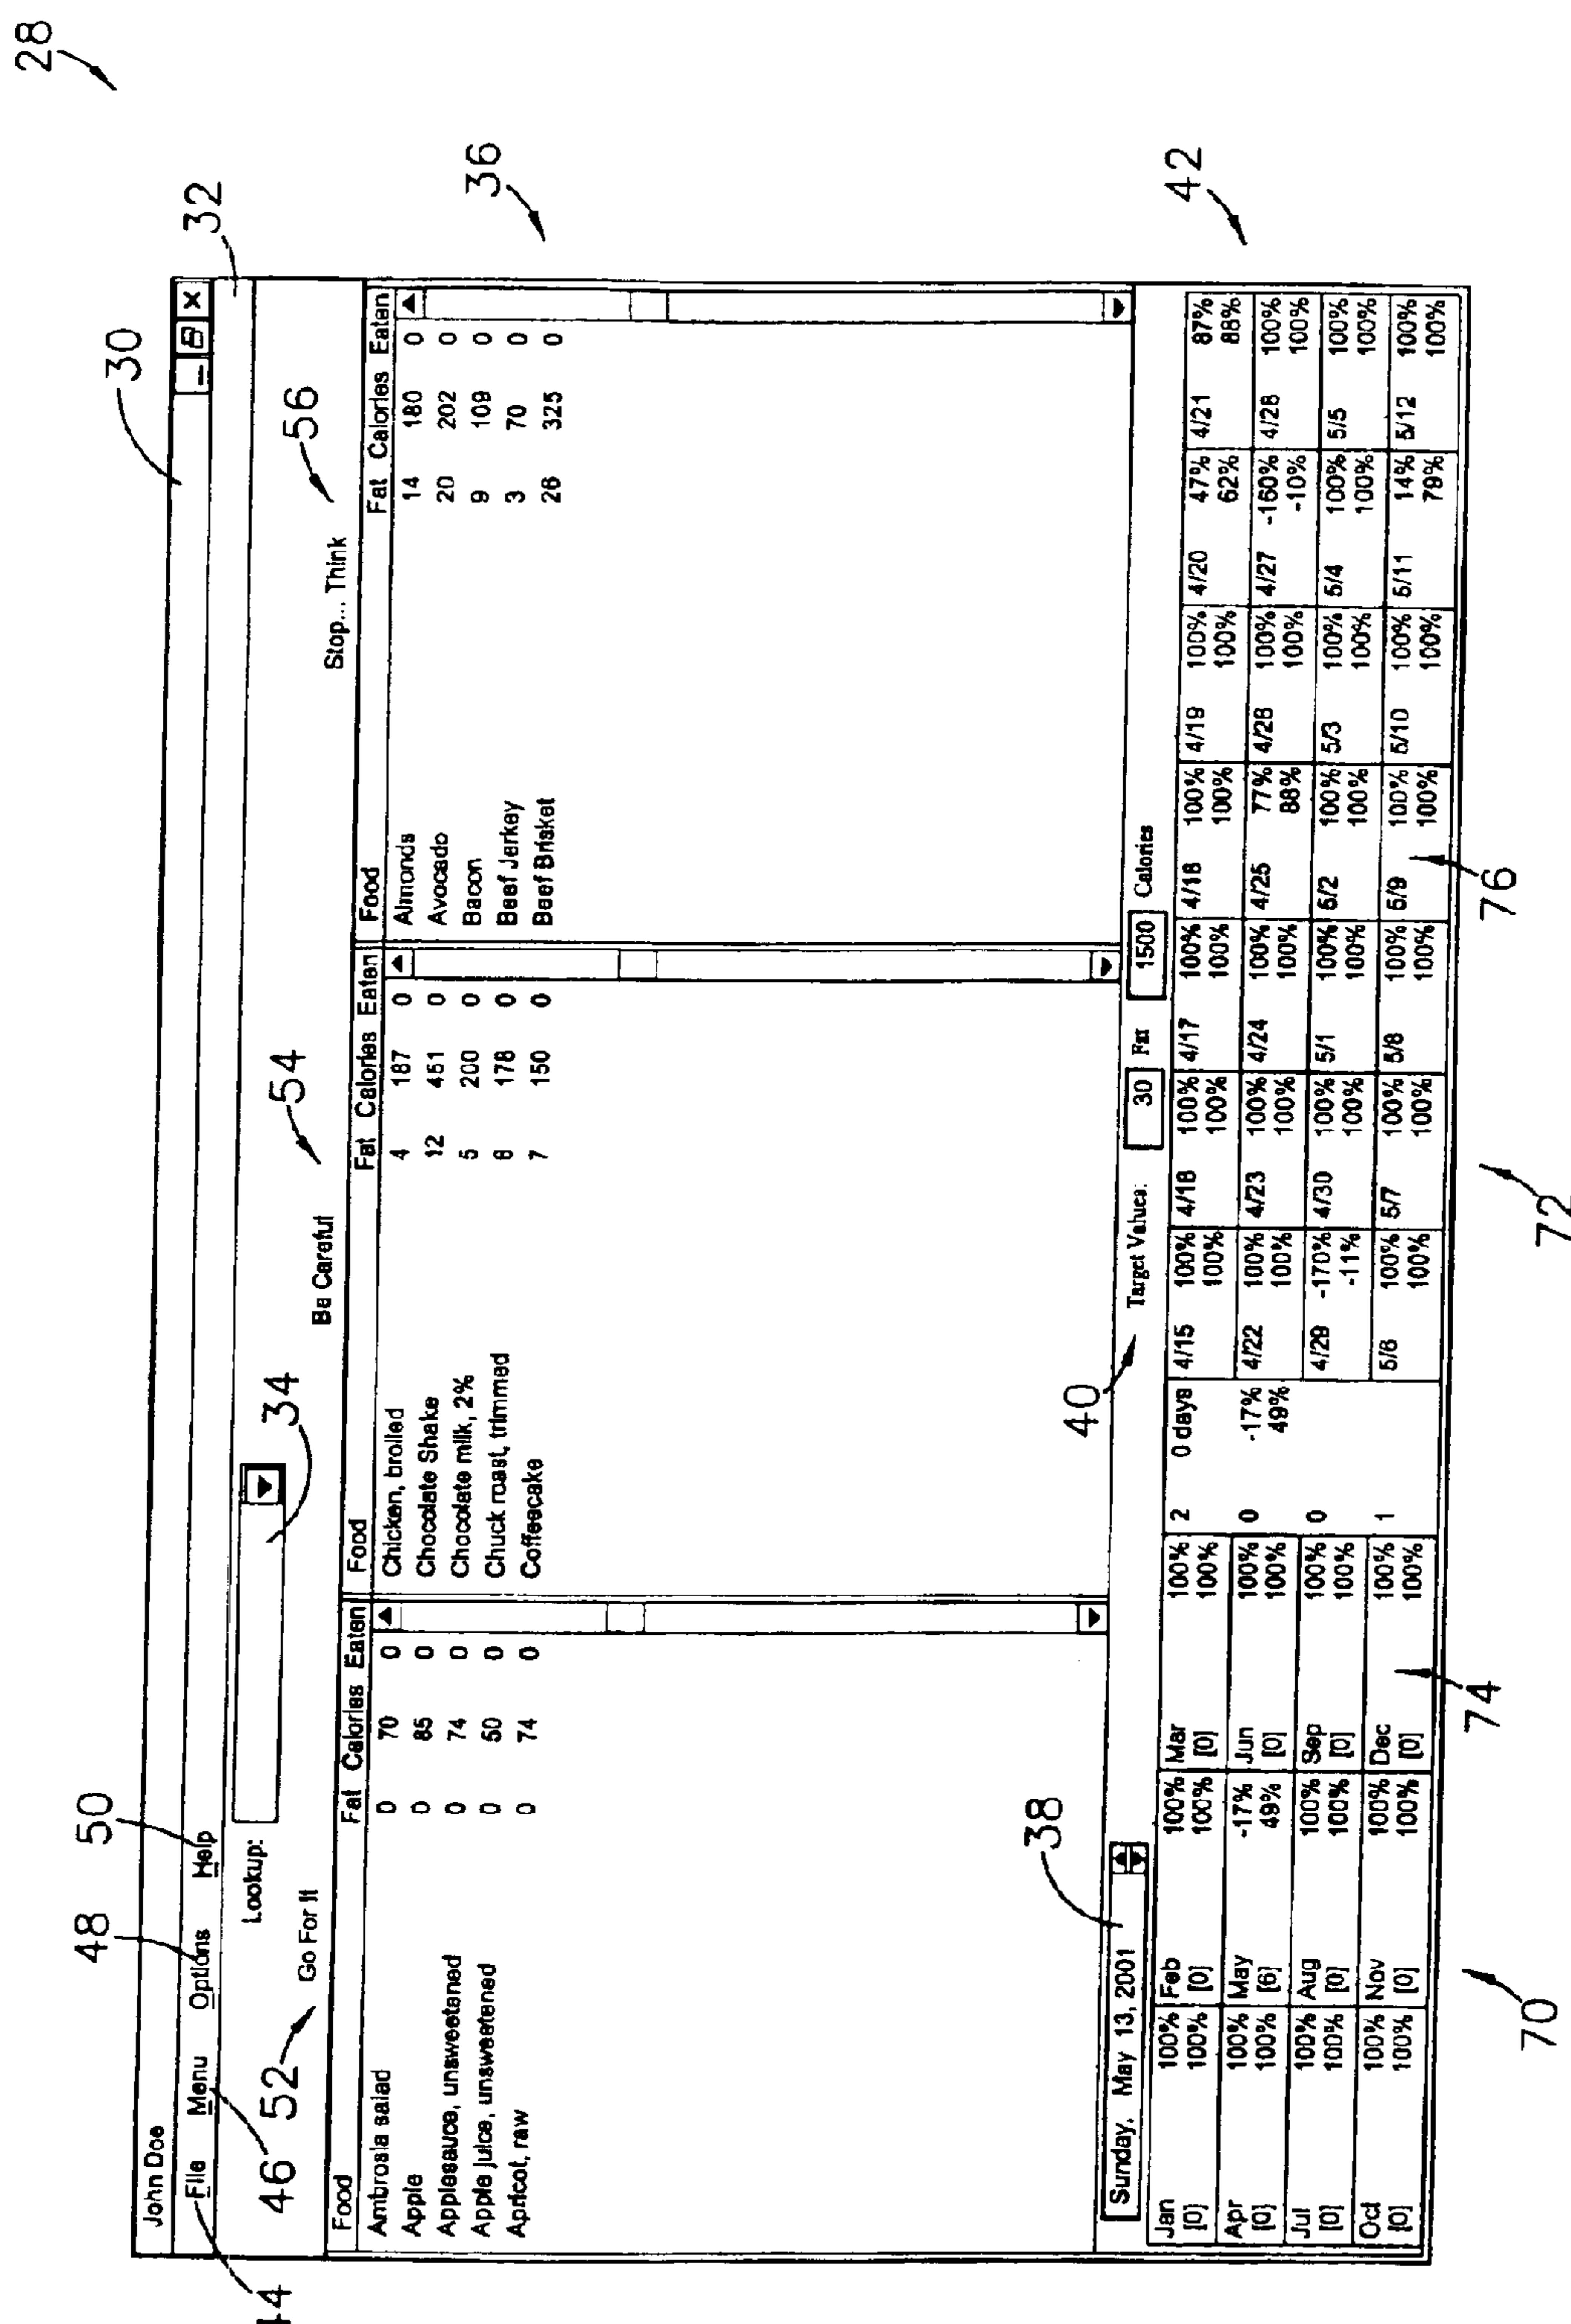 28
30
32
John Doe
44
46
48
50
File Menu Options Help
34
Lookup:
52
54
56
36
Go For It
Be Careful
Stop... Think
Food Fat Calories Eaten
Ambrosia salad 0 70 0
Apple 0 85 0
Applesauce, unsweetened 0 74 0
Apple juice, unsweetened 0 50 0
Apricot, raw 0 74 0
Food Fat Calories Eaten
Chicken, broiled 4 187 0
Chocolate Shake 12 451 0
Chocolate milk, 2% 5 200 0
Chuck roast, trimmed 6 178 0
Coffeecake 7 150 0
Food Fat Calories Eaten
Almonds 14 180 0
Avocado 20 202 0
Bacon 9 109 0
Beef Jerkey 3 70 0
Beef Brisket 26 325 0
38
40
42
Sunday, May 13, 2001
Target Values: 30 Fat 1500 Calories
Jan 100% Feb 100% Mar 100% 2 0 days 4/15 100% 4/16 100% 4/17 100% 4/18 100% 4/19 100% 4/20 47% 4/21 87%
[0] 100% [0] 100% [0] 100% 100% 100% 100% 100% 100% 62% 88%
Apr 100% May -17% Jun 100% 0 -17% 4/22 100% 4/23 100% 4/24 100% 4/25 77% 4/26 100% 4/27 -160% 4/28 100%
[0] 100% [6] 49% [0] 100% 49% 100% 100% 100% 88% 100% -10% 100%
Jul 100% Aug 100% Sep 100% 0 4/29 -170% 4/30 100% 5/1 100% 5/2 100% 5/3 100% 5/4 100% 5/5 100%
[0] 100% [0] 100% [0] 100% -11% 100% 100% 100% 100% 100% 100%
Oct 100% Nov 100% Dec 100% 1 5/6 100% 5/7 100% 5/8 100% 5/9 100% 5/10 100% 5/11 14% 5/12 100%
[0] 100% [0] 100% [0] 100% 100% 100% 100% 100% 100% 79% 100%
70
74
72
76